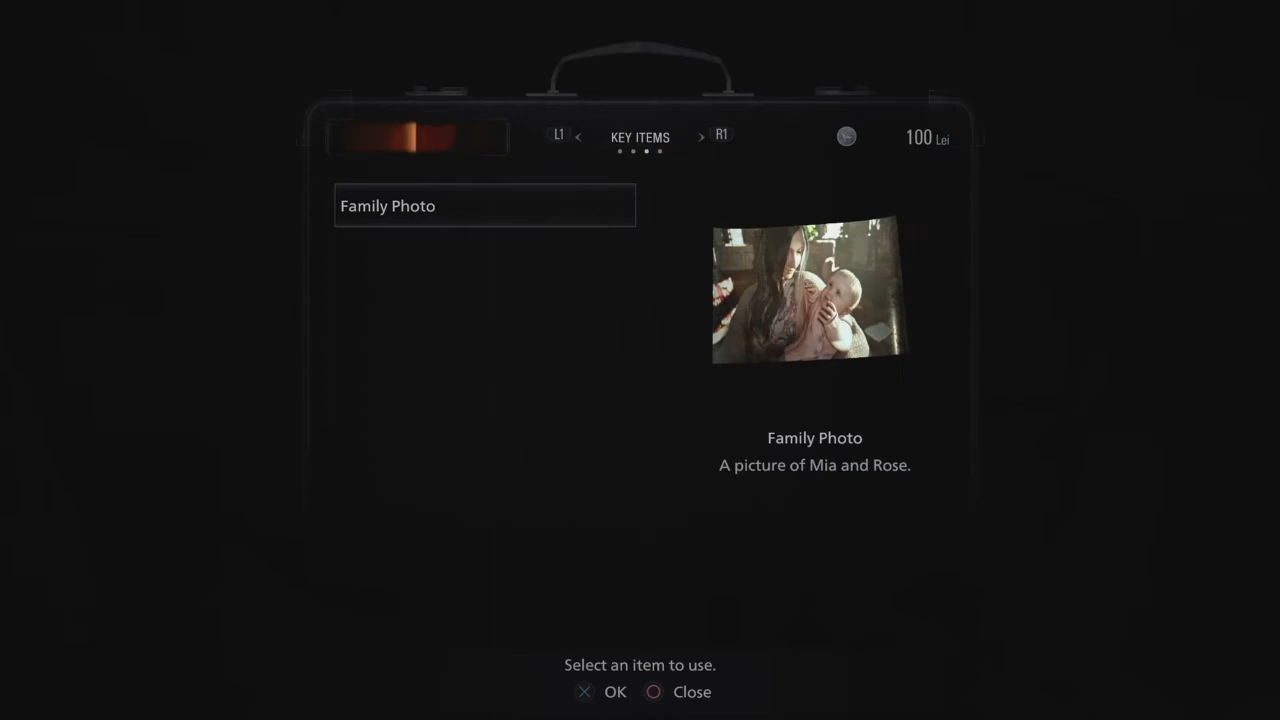 L1 < KEY ITEMS > R1
100 Lei
Family Photo
Family Photo
A picture of Mia and Rose.
Select an item to use.
OK Close